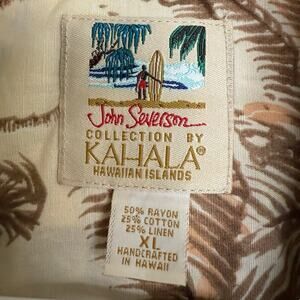 John Severson
COLLECTION BY
KAHALA®
HAWAIIAN ISLANDS
50% RAYON
25% COTTON
25% LINEN
XL
HANDCRAFTED
IN HAWAII